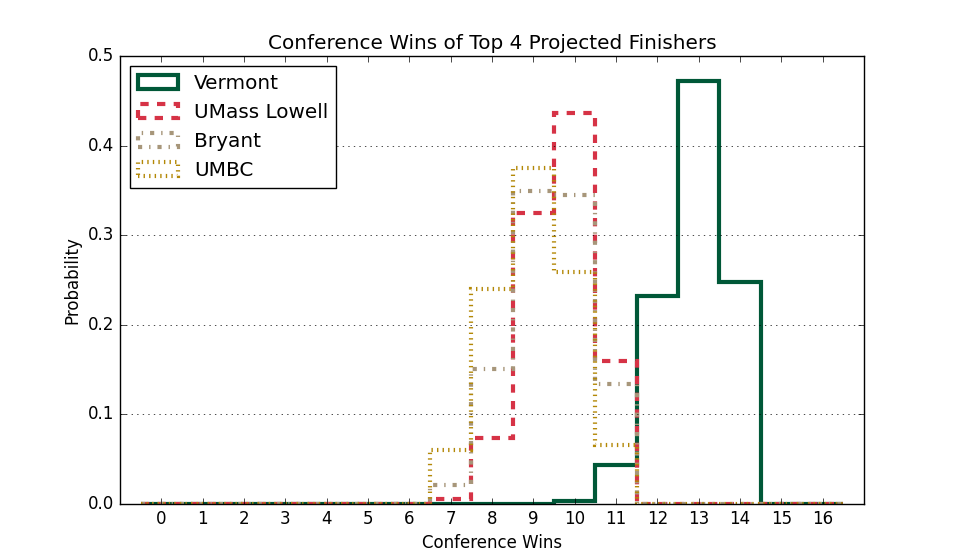 Conference Wins of Top 4 Projected Finishers
Vermont
UMass Lowell
Bryant
UMBC
Probability
0.5
0.4
0.3
0.2
0.1
0.0
0 1 2 3 4 5 6 7 8 9 10 11 12 13 14 15 16
Conference Wins